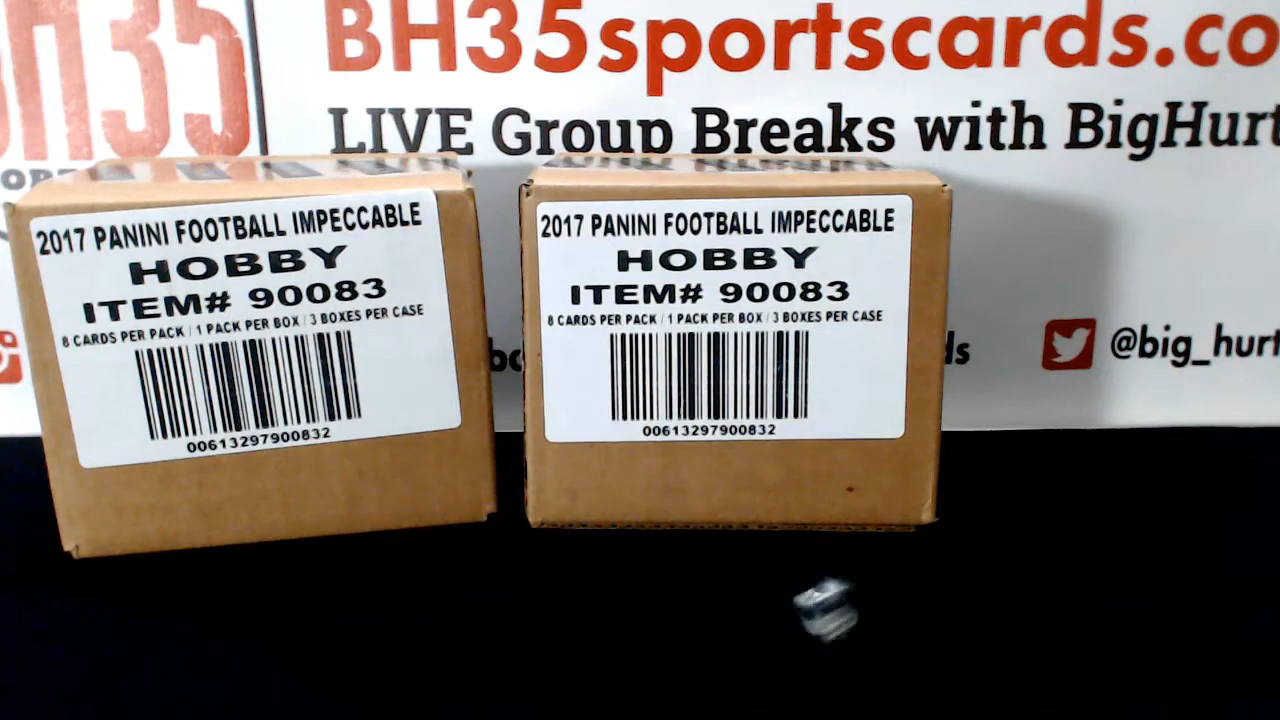 BH35
BH35sportscards.co
LIVE Group Breaks with BigHurt
2017 PANINI FOOTBALL IMPECCABLE
HOBBY
ITEM# 90083
8 CARDS PER PACK / 1 PACK PER BOX / 3 BOXES PER CASE
00613297900832
2017 PANINI FOOTBALL IMPECCABLE
HOBBY
ITEM# 90083
8 CARDS PER PACK / 1 PACK PER BOX / 3 BOXES PER CASE
00613297900832
@big_hurt